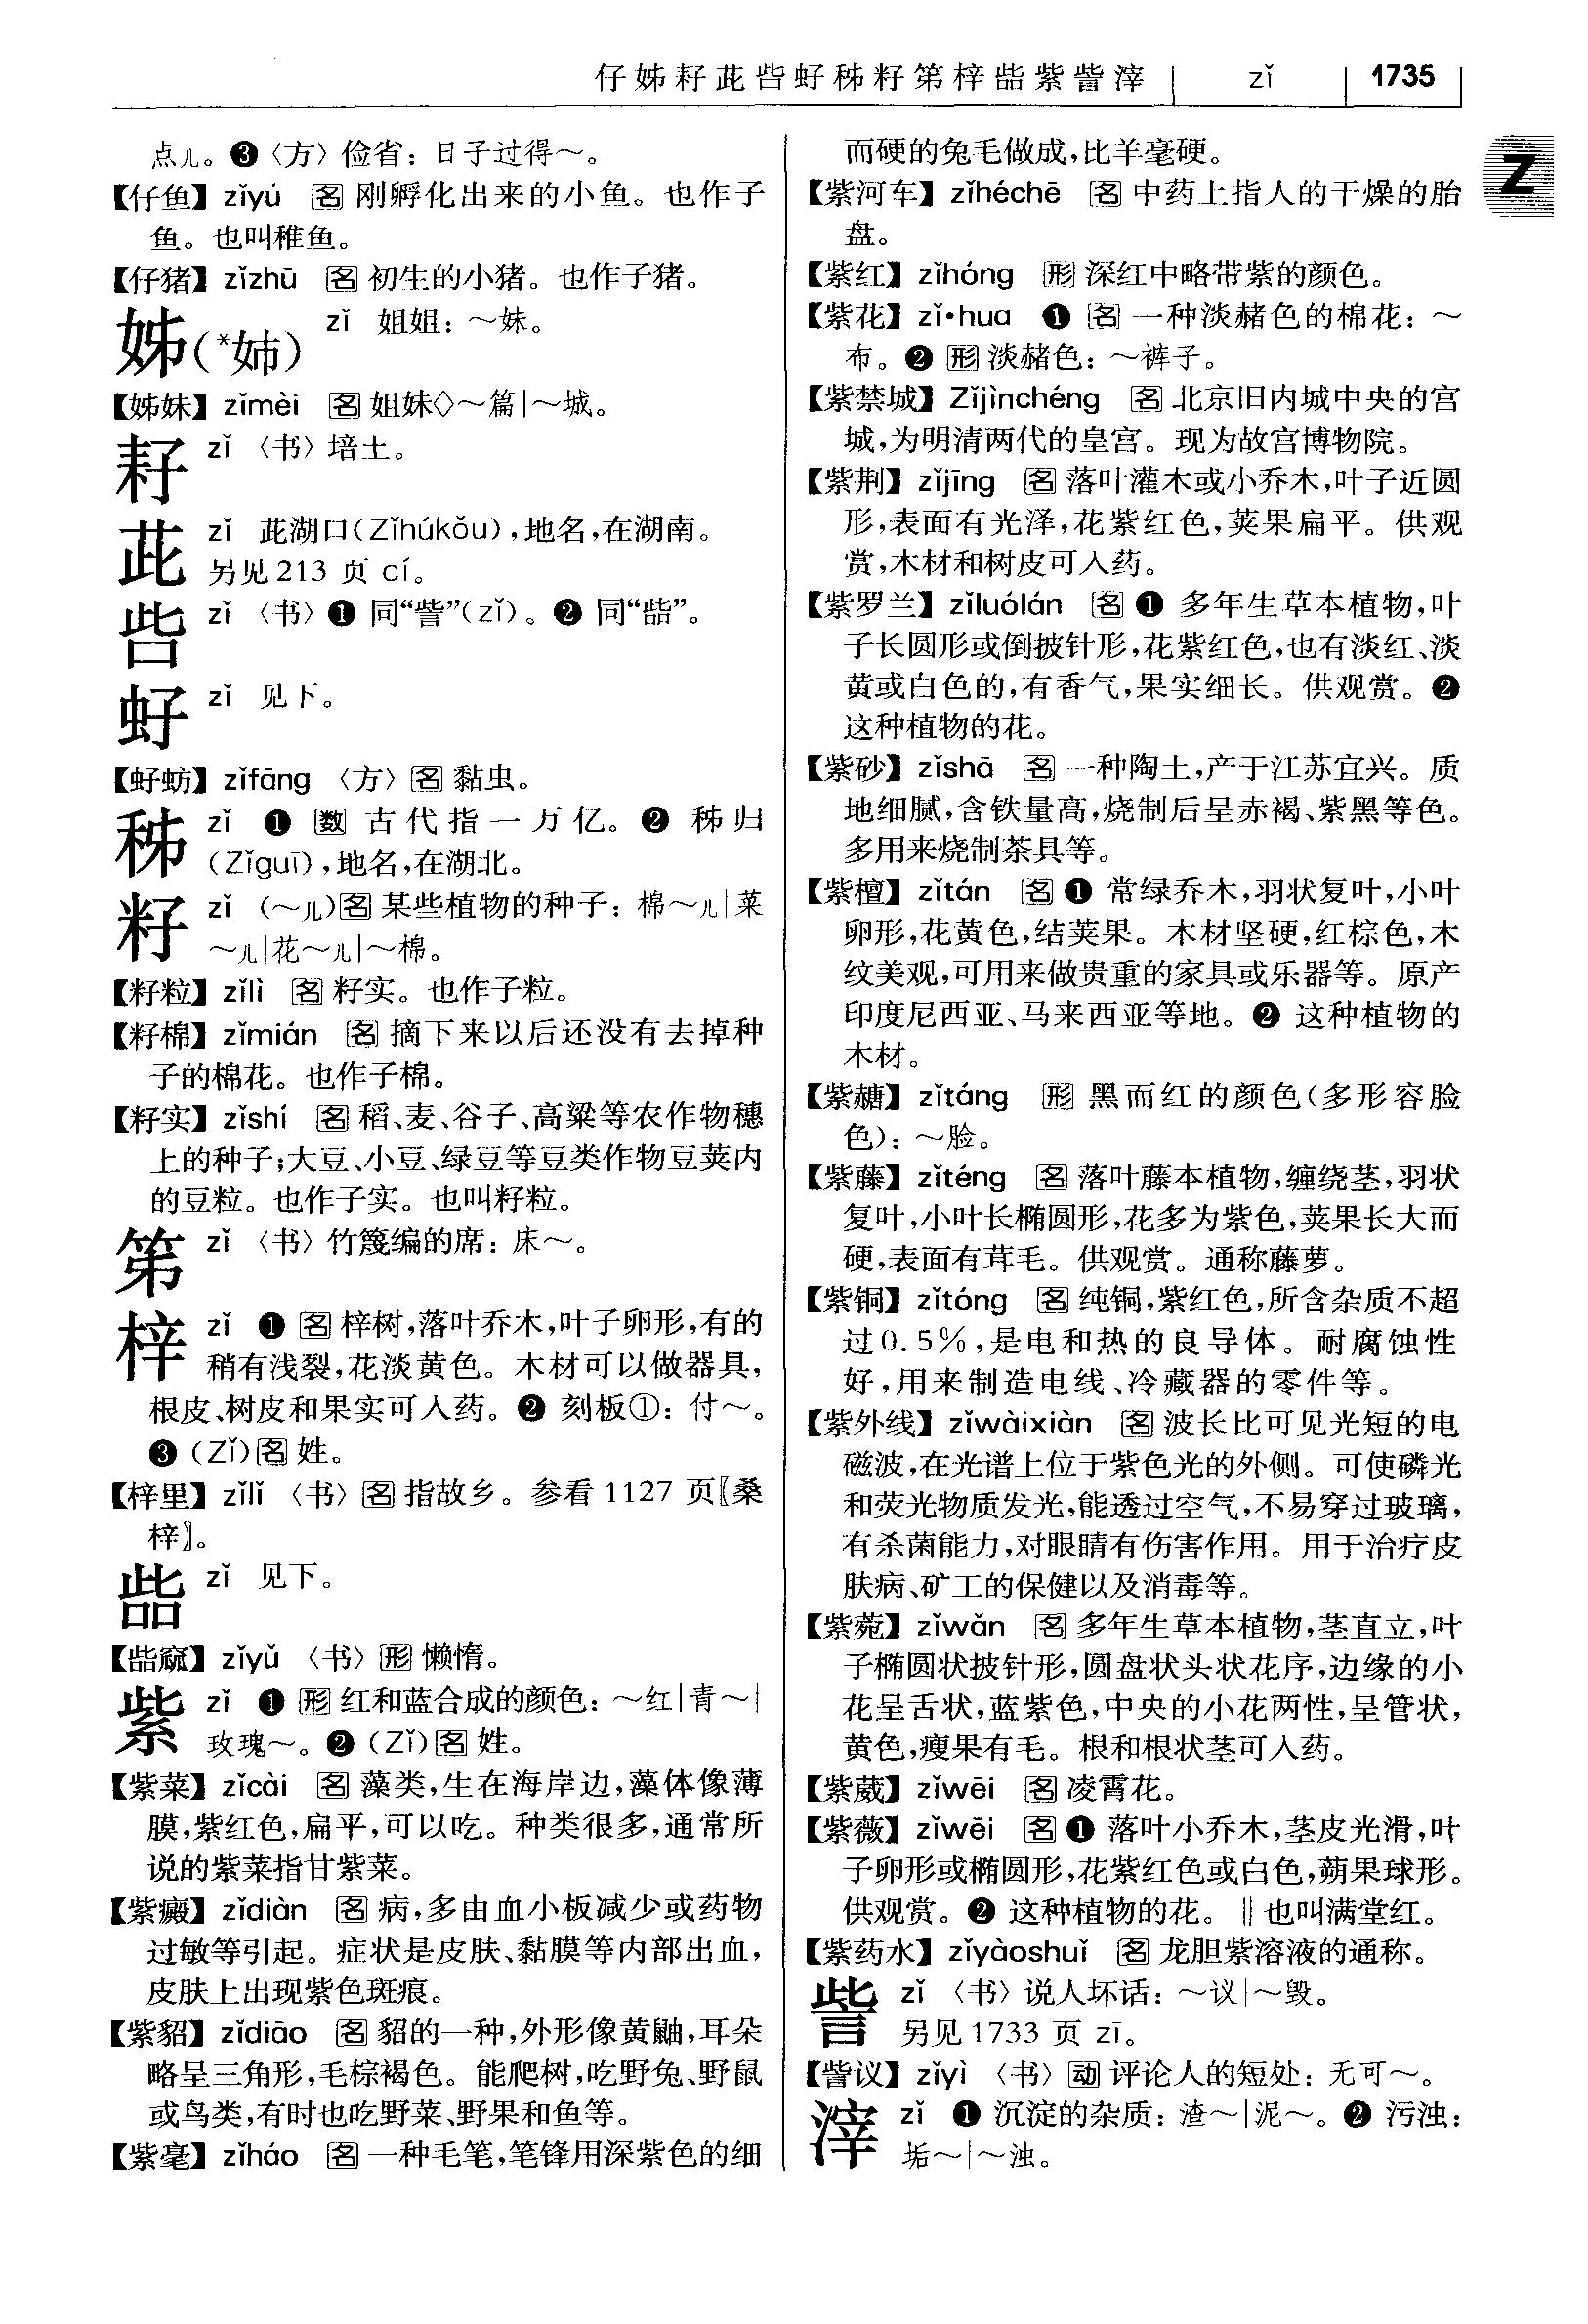 仔姊耔茈呰虸秭籽笫梓啙紫訾滓 zǐ 1735
Z
点儿。❸〈方〉俭省：日子过得～。
【仔鱼】zǐyú 名 刚孵化出来的小鱼。也作子
鱼。也叫稚鱼。
【仔猪】zǐzhū 名 初生的小猪。也作子猪。
姊(*姉) zǐ 姐姐：～妹。
【姊妹】zǐmèi 名 姐妹◇～篇|～城。
耔 zǐ〈书〉培土。
茈 zǐ 茈湖口(Zǐhúkǒu)，地名，在湖南。
另见213 页 cí。
呰 zǐ〈书〉❶ 同“訾”(zǐ)。❷ 同“啙”。
虸 zǐ 见下。
【虸蚄】zǐfāng〈方〉名 黏虫。
秭 zǐ ❶ 数 古代指一万亿。❷ 秭归
(Zǐguī)，地名，在湖北。
籽 zǐ (～儿)名 某些植物的种子：棉～儿|菜
～儿|花～儿|～棉。
【籽粒】zǐlì 名 籽实。也作子粒。
【籽棉】zǐmián 名 摘下来以后还没有去掉种
子的棉花。也作子棉。
【籽实】zǐshí 名 稻、麦、谷子、高粱等农作物穗
上的种子；大豆、小豆、绿豆等豆类作物豆荚内
的豆粒。也作子实。也叫籽粒。
笫 zǐ〈书〉竹篾编的席：床～。
梓 zǐ ❶ 名 梓树，落叶乔木，叶子卵形，有的
稍有浅裂，花淡黄色。木材可以做器具，
根皮、树皮和果实可入药。❷ 刻板①：付～。
❸ (Zǐ)名 姓。
【梓里】zǐlǐ〈书〉名 指故乡。参看 1127 页〖桑
梓〗。
啙 zǐ 见下。
【啙窳】zǐyǔ〈书〉形 懒惰。
紫 zǐ ❶ 形 红和蓝合成的颜色：～红|青～|
玫瑰～。❷ (Zǐ)名 姓。
【紫菜】zǐcài 名 藻类，生在海岸边，藻体像薄
膜，紫红色，扁平，可以吃。种类很多，通常所
说的紫菜指甘紫菜。
【紫癜】zǐdiàn 名 病，多由血小板减少或药物
过敏等引起。症状是皮肤、黏膜等内部出血，
皮肤上出现紫色斑痕。
【紫貂】zǐdiāo 名 貂的一种，外形像黄鼬，耳朵
略呈三角形，毛棕褐色。能爬树，吃野兔、野鼠
或鸟类，有时也吃野菜、野果和鱼等。
【紫毫】zǐháo 名 一种毛笔，笔锋用深紫色的细
而硬的兔毛做成，比羊毫硬。
【紫河车】zǐhéchē 名 中药上指人的干燥的胎
盘。
【紫红】zǐhóng 形 深红中略带紫的颜色。
【紫花】zǐ·hua ❶ 名 一种淡赭色的棉花：～
布。❷ 形 淡赭色：～裤子。
【紫禁城】Zǐjìnchéng 名 北京旧内城中央的宫
城，为明清两代的皇宫。现为故宫博物院。
【紫荆】zǐjīng 名 落叶灌木或小乔木，叶子近圆
形，表面有光泽，花紫红色，荚果扁平。供观
赏，木材和树皮可入药。
【紫罗兰】zǐluólán 名 ❶ 多年生草本植物，叶
子长圆形或倒披针形，花紫红色，也有淡红、淡
黄或白色的，有香气，果实细长。供观赏。❷
这种植物的花。
【紫砂】zǐshā 名 一种陶土，产于江苏宜兴。质
地细腻，含铁量高，烧制后呈赤褐、紫黑等色。
多用来烧制茶具等。
【紫檀】zǐtán 名 ❶ 常绿乔木，羽状复叶，小叶
卵形，花黄色，结荚果。木材坚硬，红棕色，木
纹美观，可用来做贵重的家具或乐器等。原产
印度尼西亚、马来西亚等地。❷ 这种植物的
木材。
【紫䞑】zǐtáng 形 黑而红的颜色(多形容脸
色)：～脸。
【紫藤】zǐténg 名 落叶藤本植物，缠绕茎，羽状
复叶，小叶长椭圆形，花多为紫色，荚果长大而
硬，表面有茸毛。供观赏。通称藤萝。
【紫铜】zǐtóng 名 纯铜，紫红色，所含杂质不超
过0.5%，是电和热的良导体。耐腐蚀性
好，用来制造电线、冷藏器的零件等。
【紫外线】zǐwàixiàn 名 波长比可见光短的电
磁波，在光谱上位于紫色光的外侧。可使磷光
和荧光物质发光，能透过空气，不易穿过玻璃，
有杀菌能力，对眼睛有伤害作用。用于治疗皮
肤病、矿工的保健以及消毒等。
【紫菀】zǐwǎn 名 多年生草本植物，茎直立，叶
子椭圆状披针形，圆盘状头状花序，边缘的小
花呈舌状，蓝紫色，中央的小花两性，呈管状，
黄色，瘦果有毛。根和根状茎可入药。
【紫葳】zǐwēi 名 凌霄花。
【紫薇】zǐwēi 名 ❶ 落叶小乔木，茎皮光滑，叶
子卵形或椭圆形，花紫红色或白色，蒴果球形。
供观赏。❷ 这种植物的花。‖也叫满堂红。
【紫药水】zǐyàoshuǐ 名 龙胆紫溶液的通称。
訾 zǐ〈书〉说人坏话：～议|～毁。
另见1733 页 zī。
【訾议】zǐyì〈书〉动 评论人的短处：无可～。
滓 zǐ ❶ 沉淀的杂质：渣～|泥～。❷ 污浊：
垢～|～浊。